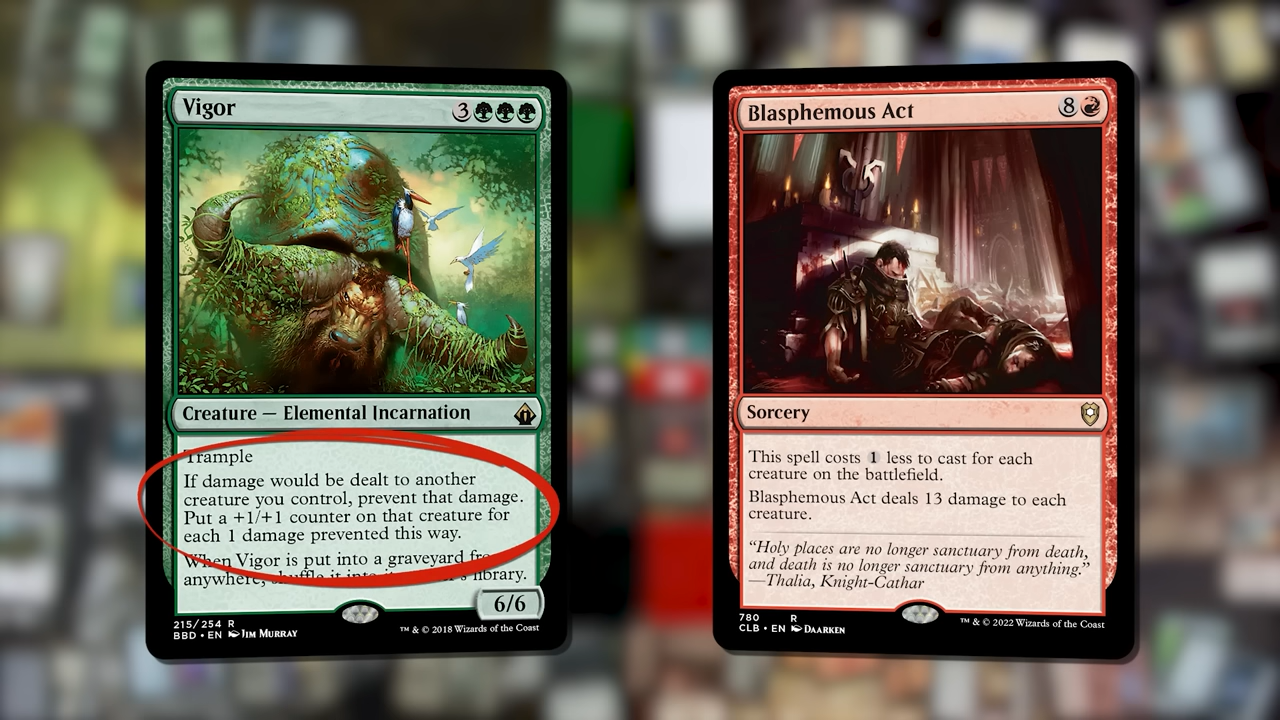 Vigor
3
Creature — Elemental Incarnation
Trample
If damage would be dealt to another
creature you control, prevent that damage.
Put a +1/+1 counter on that creature for
each 1 damage prevented this way.
When Vigor is put into a graveyard
anywhere, shuffle it into library.
6/6
215/254 R
BBD • EN JIM MURRAY
™ & © 2018 Wizards of the Coast
Blasphemous Act
8
Sorcery
This spell costs 1 less to cast for each
creature on the battlefield.
Blasphemous Act deals 13 damage to each
creature.
“Holy places are no longer sanctuary from death,
and death is no longer sanctuary from anything.”
—Thalia, Knight-Cathar
780 R
CLB • EN DAARKEN
™ & © 2022 Wizards of the Coast